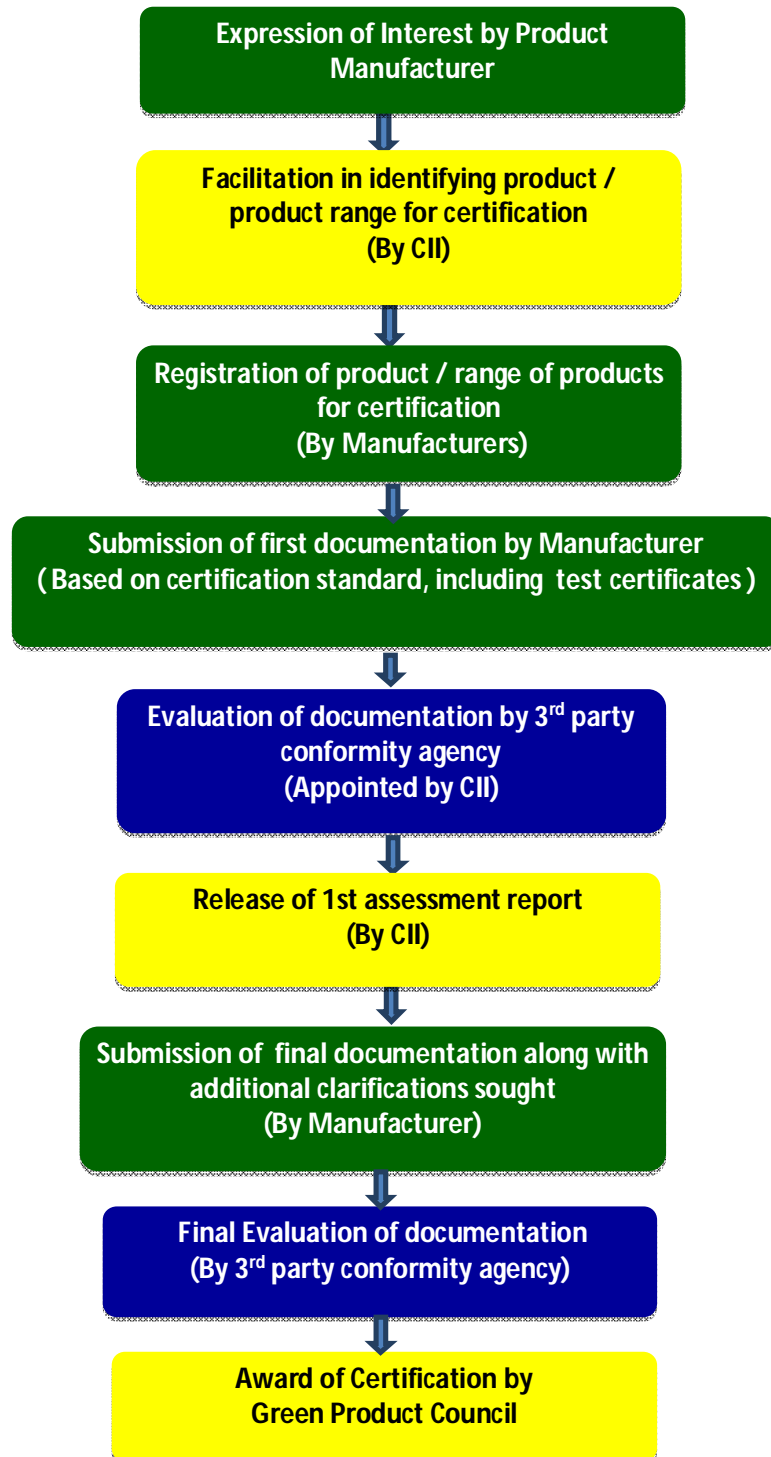 Expression of Interest by Product
Manufacturer
Facilitation in identifying product /
product range for certification
(By CII)
Registration of product / range of products
for certification
(By Manufacturers)
Submission of first documentation by Manufacturer
( Based on certification standard, including test certificates )
Evaluation of documentation by 3rd party
conformity agency
(Appointed by CII)
Release of 1st assessment report
(By CII)
Submission of final documentation along with
additional clarifications sought
(By Manufacturer)
Final Evaluation of documentation
(By 3rd party conformity agency)
Award of Certification by
Green Product Council